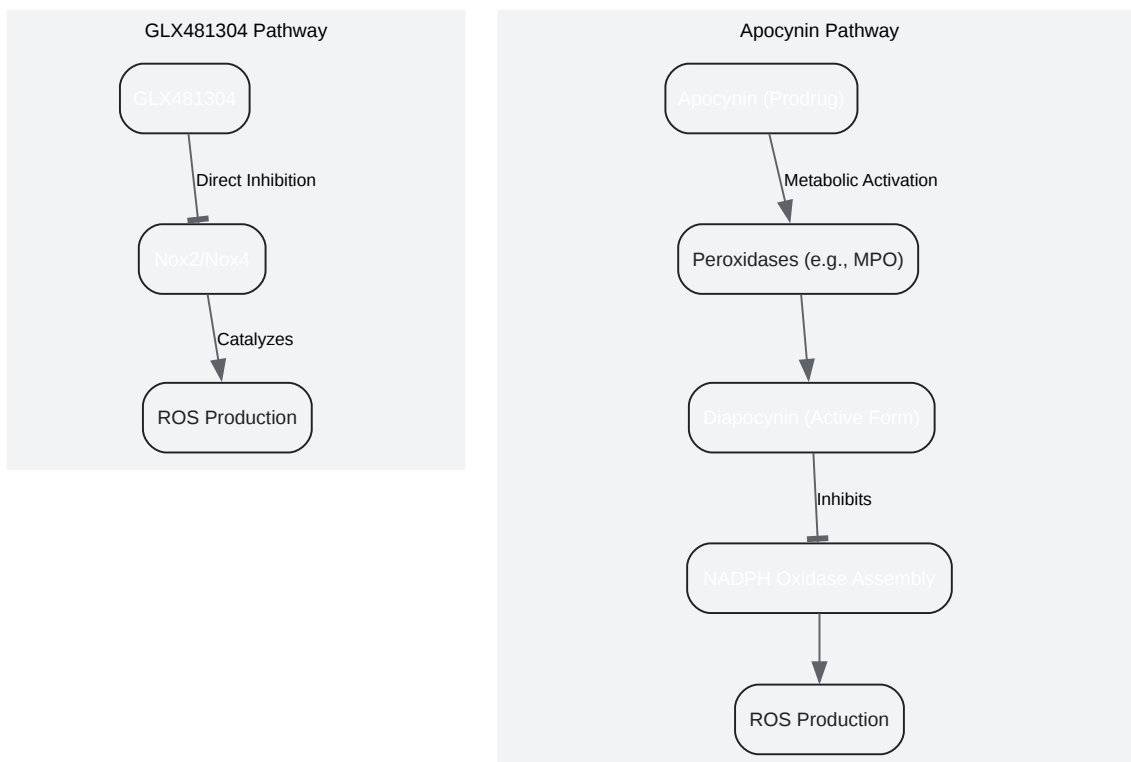 GLX481304 Pathway
GLX481304
Direct Inhibition
Nox2/Nox4
Catalyzes
ROS Production
Apocynin Pathway
Apocynin (Prodrug)
Metabolic Activation
Peroxidases (e.g., MPO)
Diapocynin (Active Form)
Inhibits
NADPH Oxidase Assembly
ROS Production